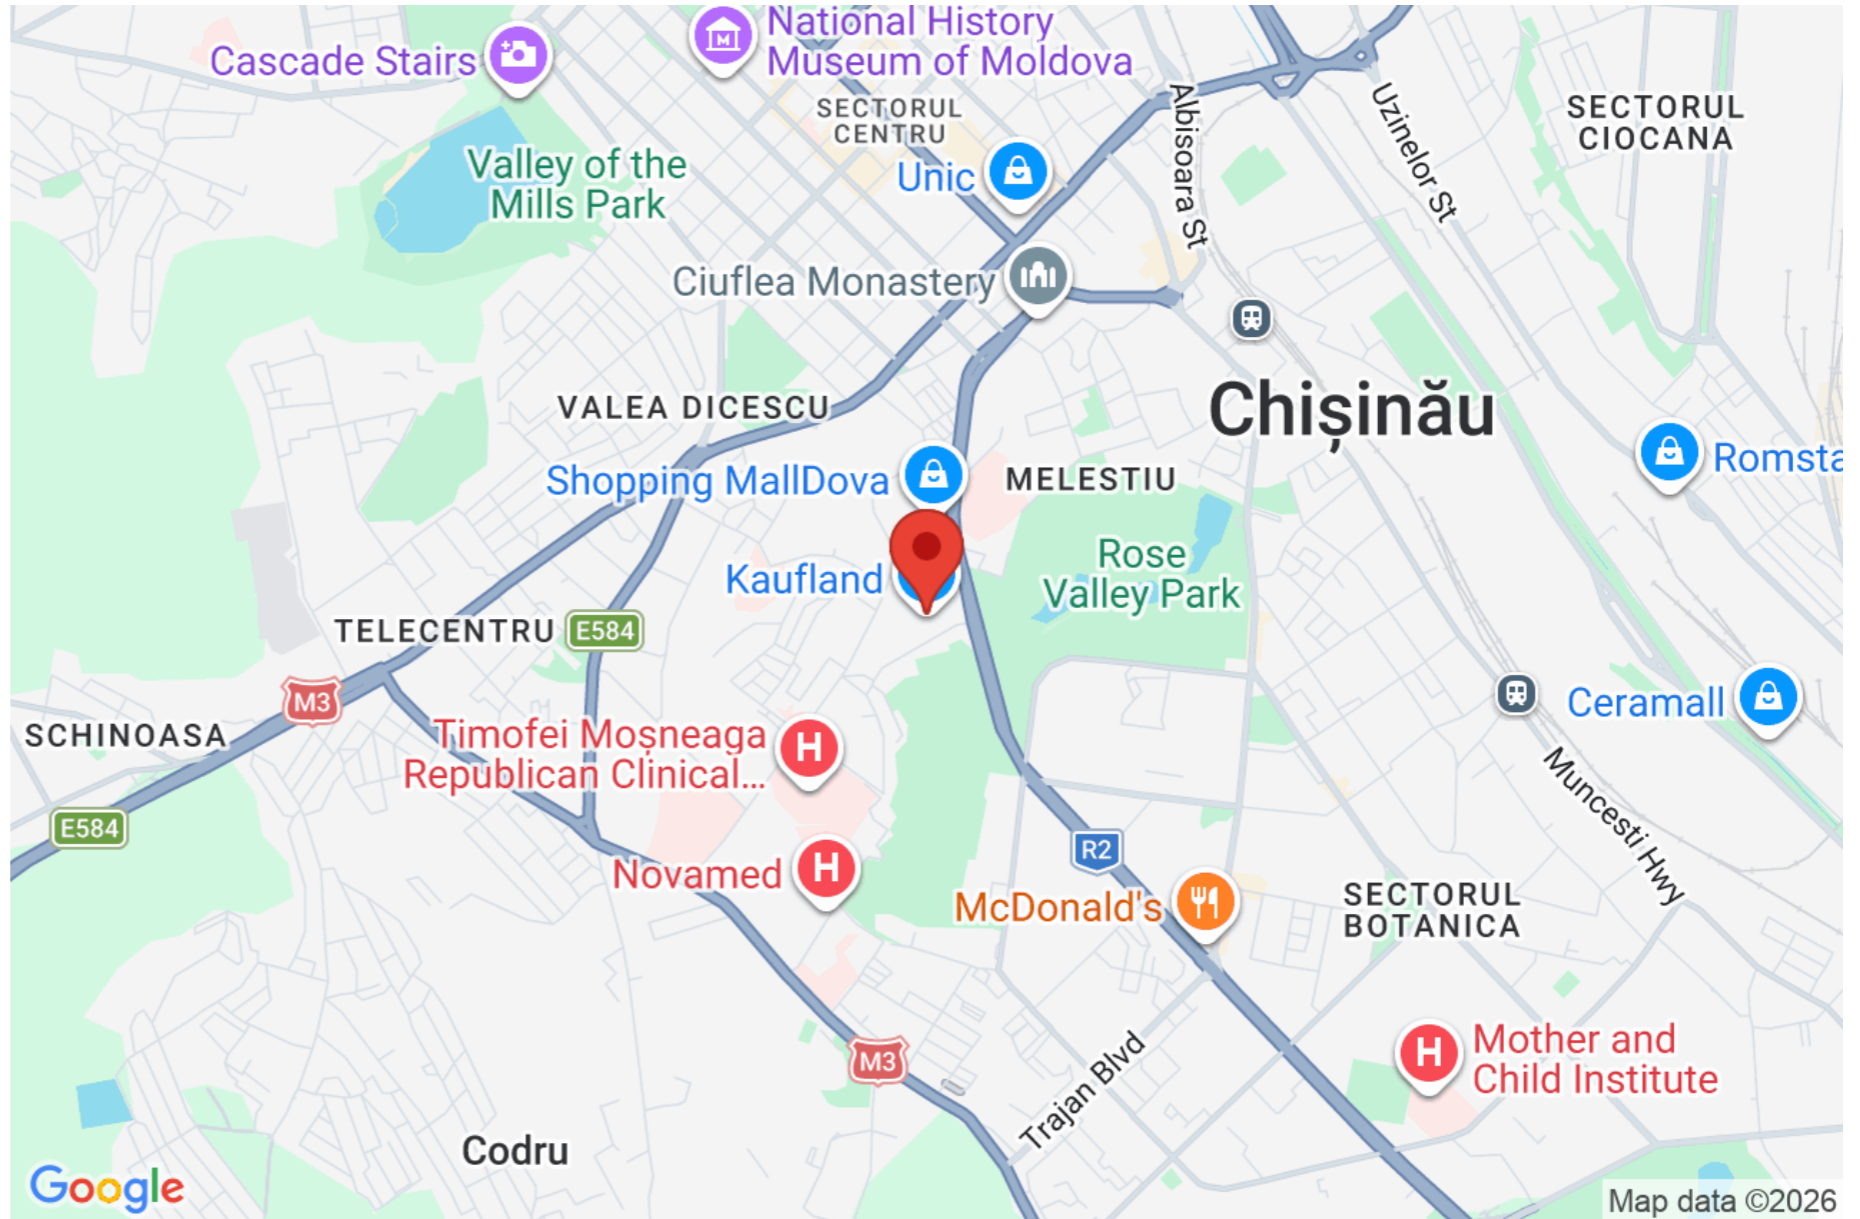 National History
Museum of Moldova
Cascade Stairs
SECTORUL
CENTRU
Albisoara St
Uzinelor St
SECTORUL
CIOCANA
Valley of the
Mills Park
Unic
Ciuflea Monastery
Chișinău
VALEA DICESCU
Shopping MallDova
MELESTIU
Romsta
Rose
Valley Park
Kaufland
TELECENTRU
E584
M3
SCHINOASA
Timofei Moșneaga
Republican Clinical...
Ceramall
Muncesti Hwy
E584
R2
Novamed
McDonald's
SECTORUL
BOTANICA
M3
Mother and
Child Institute
Trajan Blvd
Codru
Google
Map data ©2026